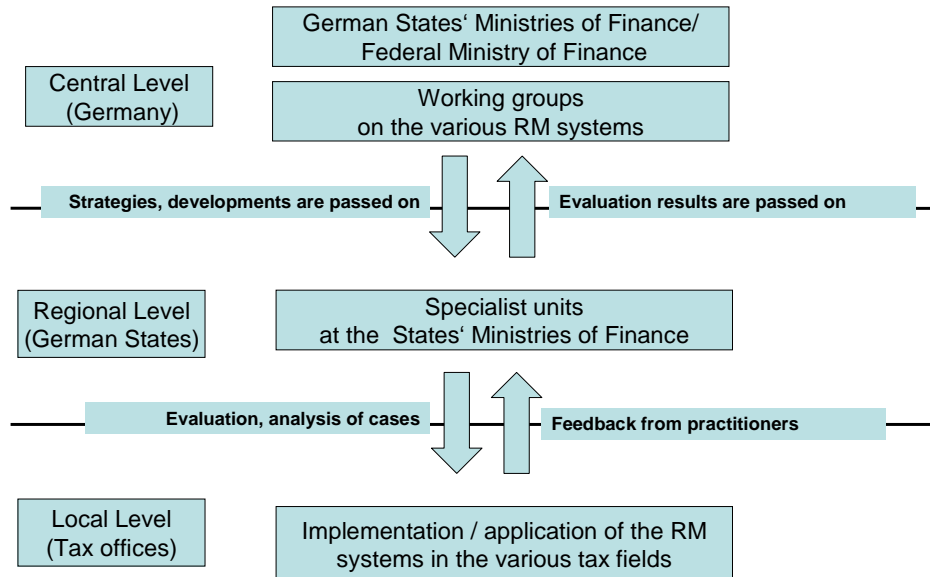 German States‘ Ministries of Finance/
Federal Ministry of Finance
Central Level
(Germany)
Working groups
on the various RM systems
Strategies, developments are passed on
Evaluation results are passed on
Regional Level
(German States)
Specialist units
at the States‘ Ministries of Finance
Evaluation, analysis of cases
Feedback from practitioners
Local Level
(Tax offices)
Implementation / application of the RM
systems in the various tax fields